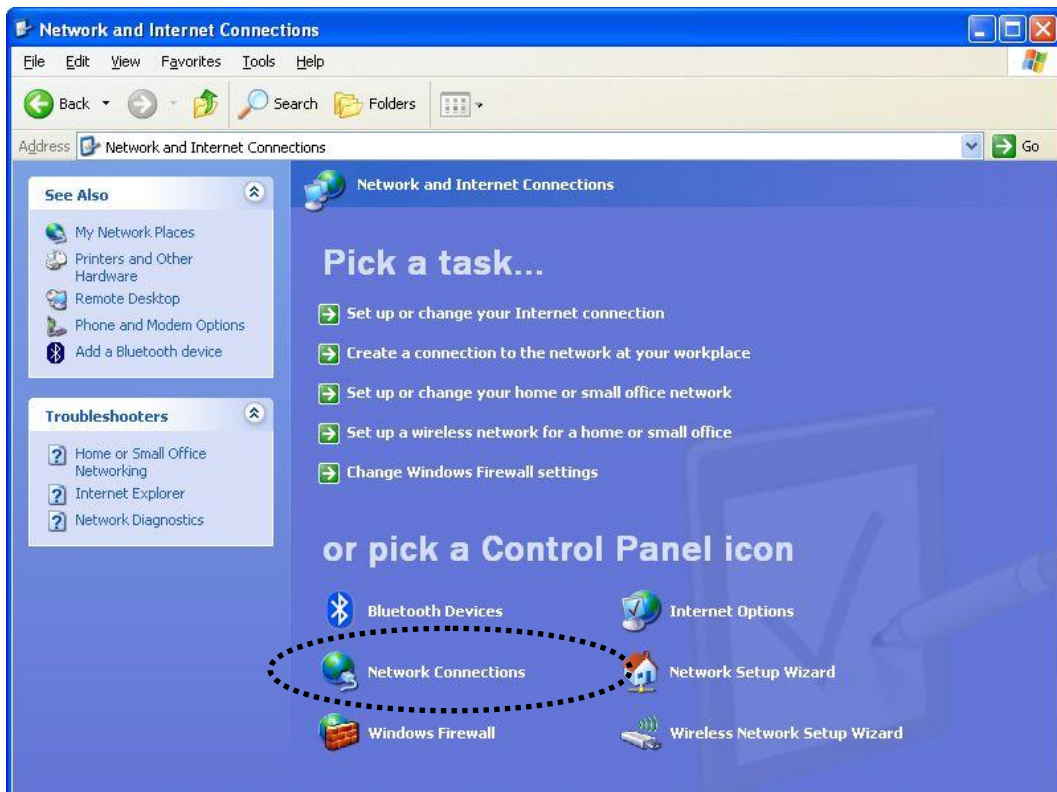 Network and Internet Connections
File Edit View Favorites Tools Help
Back Search Folders
Address Network and Internet Connections Go
See Also
My Network Places
Printers and Other
Hardware
Remote Desktop
Phone and Modem Options
Add a Bluetooth device
Troubleshooters
Home or Small Office
Networking
Internet Explorer
Network Diagnostics
Network and Internet Connections
Pick a task...
Set up or change your Internet connection
Create a connection to the network at your workplace
Set up or change your home or small office network
Set up a wireless network for a home or small office
Change Windows Firewall settings
or pick a Control Panel icon
Bluetooth Devices Internet Options
Network Connections Network Setup Wizard
Windows Firewall Wireless Network Setup Wizard